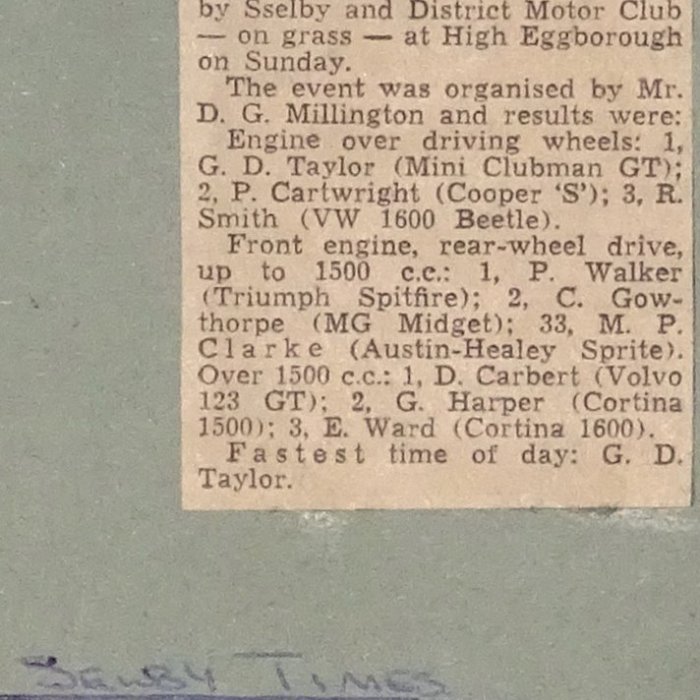 by Sselby and District Motor Club
— on grass — at High Eggborough
on Sunday.
The event was organised by Mr.
D. G. Millington and results were:
Engine over driving wheels: 1,
G. D. Taylor (Mini Clubman GT);
2, P. Cartwright (Cooper ‘S’); 3, R.
Smith (VW 1600 Beetle).
Front engine, rear-wheel drive,
up to 1500 c.c.: 1, P. Walker
(Triumph Spitfire); 2, C. Gow-
thorpe (MG Midget); 33, M. P.
Clarke (Austin-Healey Sprite).
Over 1500 c.c.: 1, D. Carbert (Volvo
123 GT); 2, G. Harper (Cortina
1500); 3, E. Ward (Cortina 1600).
Fastest time of day: G. D.
Taylor.
SELBY TIMES